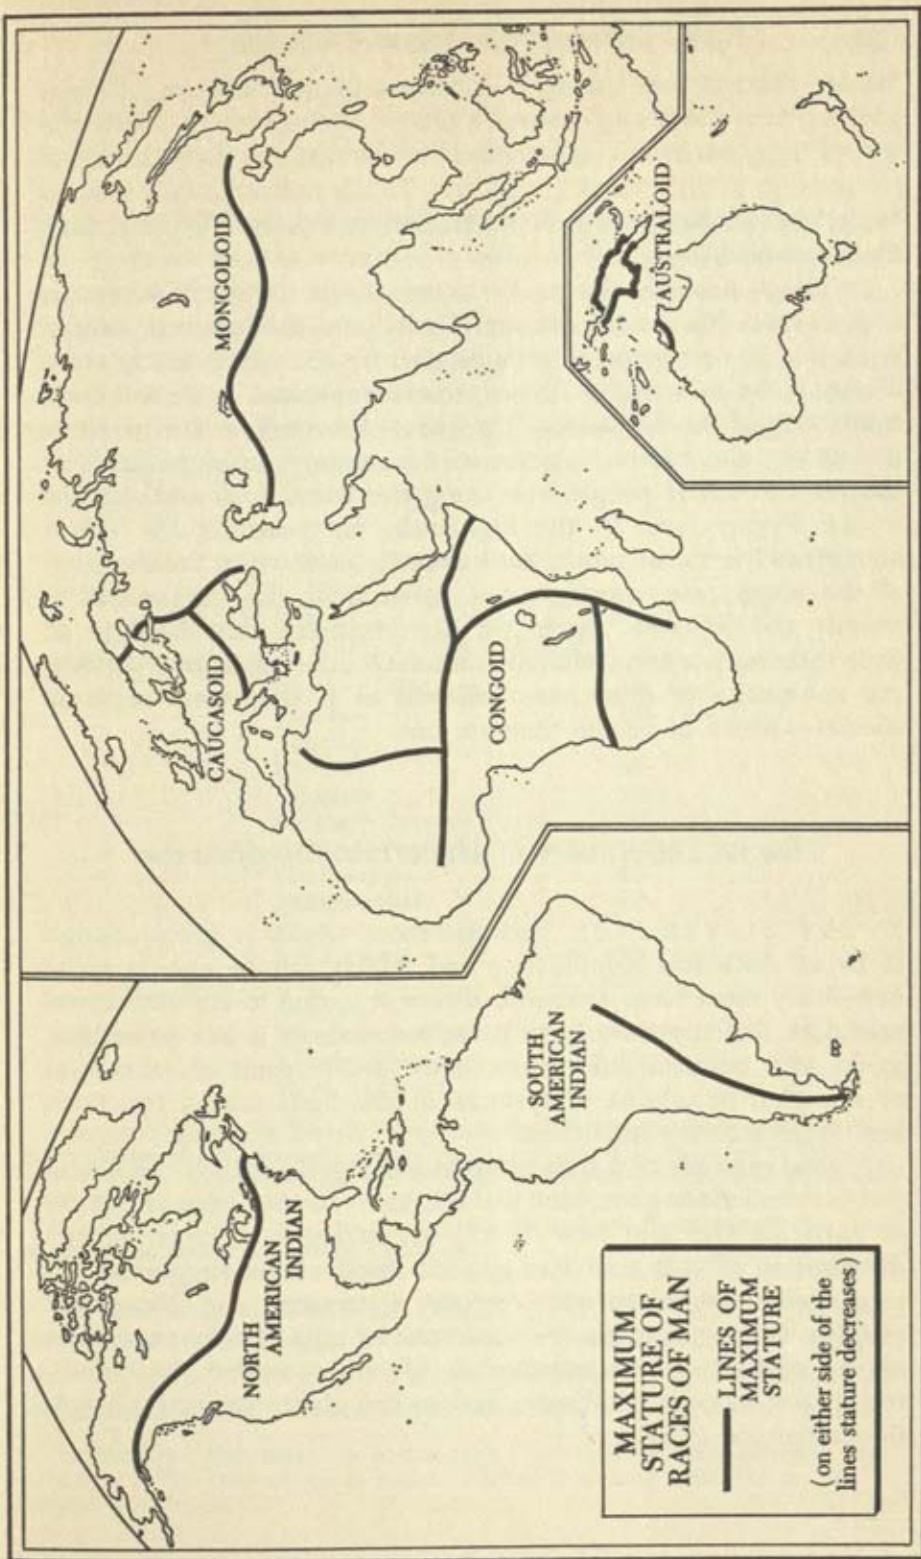 MONGOLOID
CAUCASOID
CONGOID
AUSTRALOID
NORTH
AMERICAN
INDIAN
SOUTH
AMERICAN
INDIAN
MAXIMUM
STATURE OF
RACES OF MAN
LINES OF
MAXIMUM
STATURE
(on either side of the
lines stature decreases)